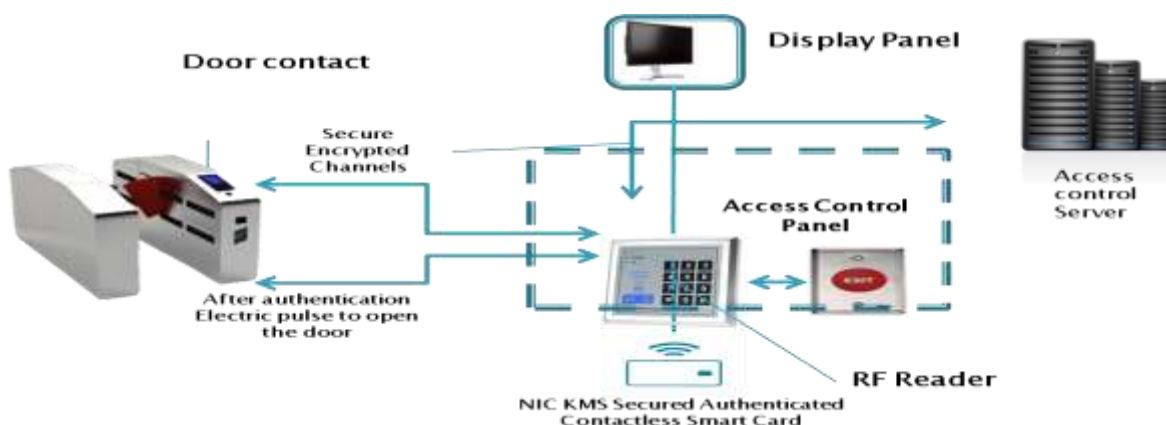 Display Panel
Door contact
Secure
Encrypted
Channels
Access
control
Server
Access Control
Panel
EXIT
After authentication
Electric pulse to open
the door
RF Reader
NIC KMS Secured Authenticated
Contactless Smart Card